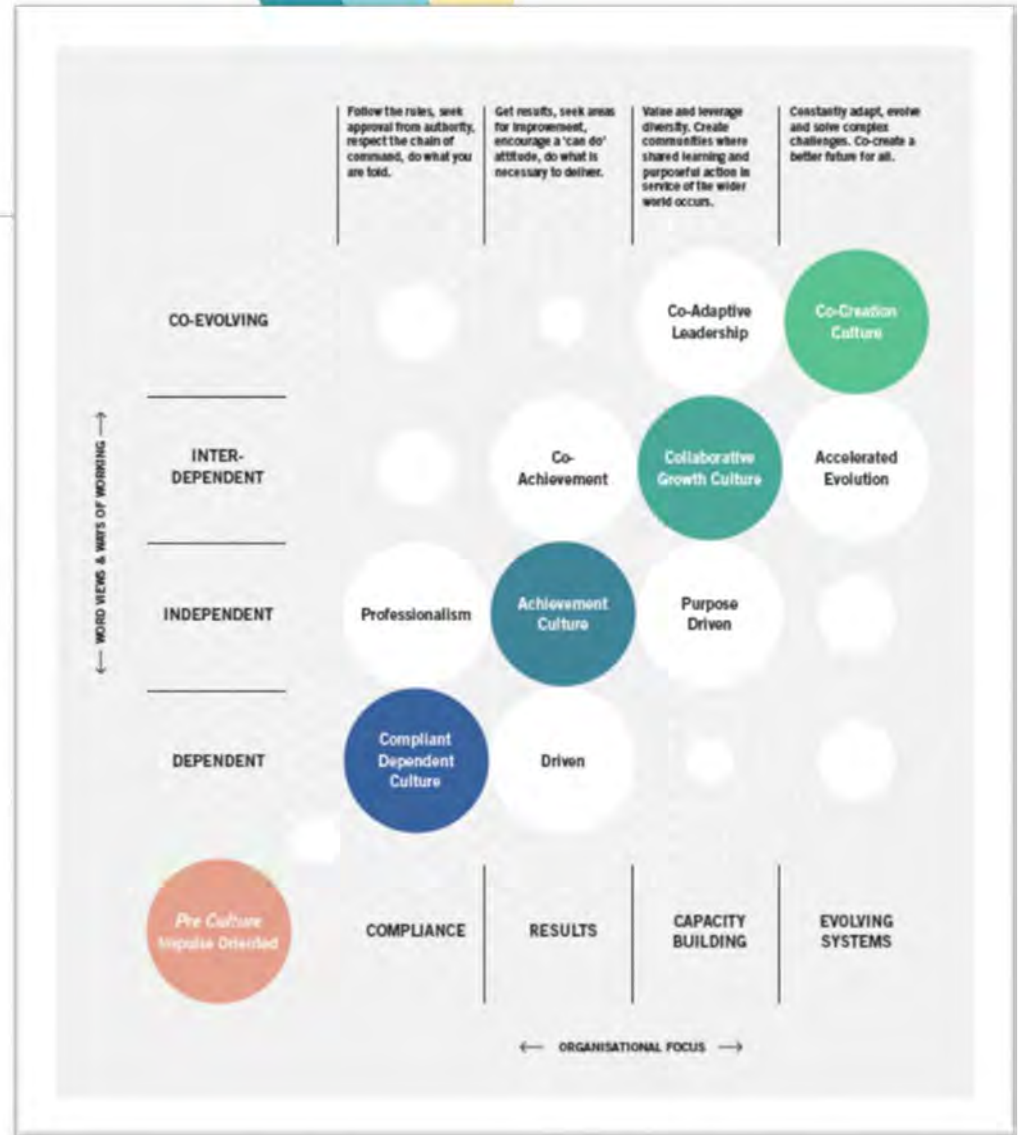 Follow the rules, seek
approval from authority,
respect the chain of
command, do what you
are told.
Get results, seek areas
for improvement,
encourage a 'can do'
attitude, do what is
necessary to deliver.
Value and leverage
diversity. Create
communities where
shared learning and
purposeful action in
service of the wider
world occurs.
Constantly adapt, evolve
and solve complex
challenges. Co-create a
better future for all.
CO-EVOLVING
Co-Adaptive
Leadership
Co-Creation
Culture
← WORD VIEWS & WAYS OF WORKING →
INTER-
DEPENDENT
Co-
Achievement
Collaborative
Growth Culture
Accelerated
Evolution
INDEPENDENT
Professionalism
Achievement
Culture
Purpose
Driven
DEPENDENT
Compliant
Dependent
Culture
Driven
Pre Culture
Impulse Oriented
COMPLIANCE
RESULTS
CAPACITY
BUILDING
EVOLVING
SYSTEMS
← ORGANISATIONAL FOCUS →